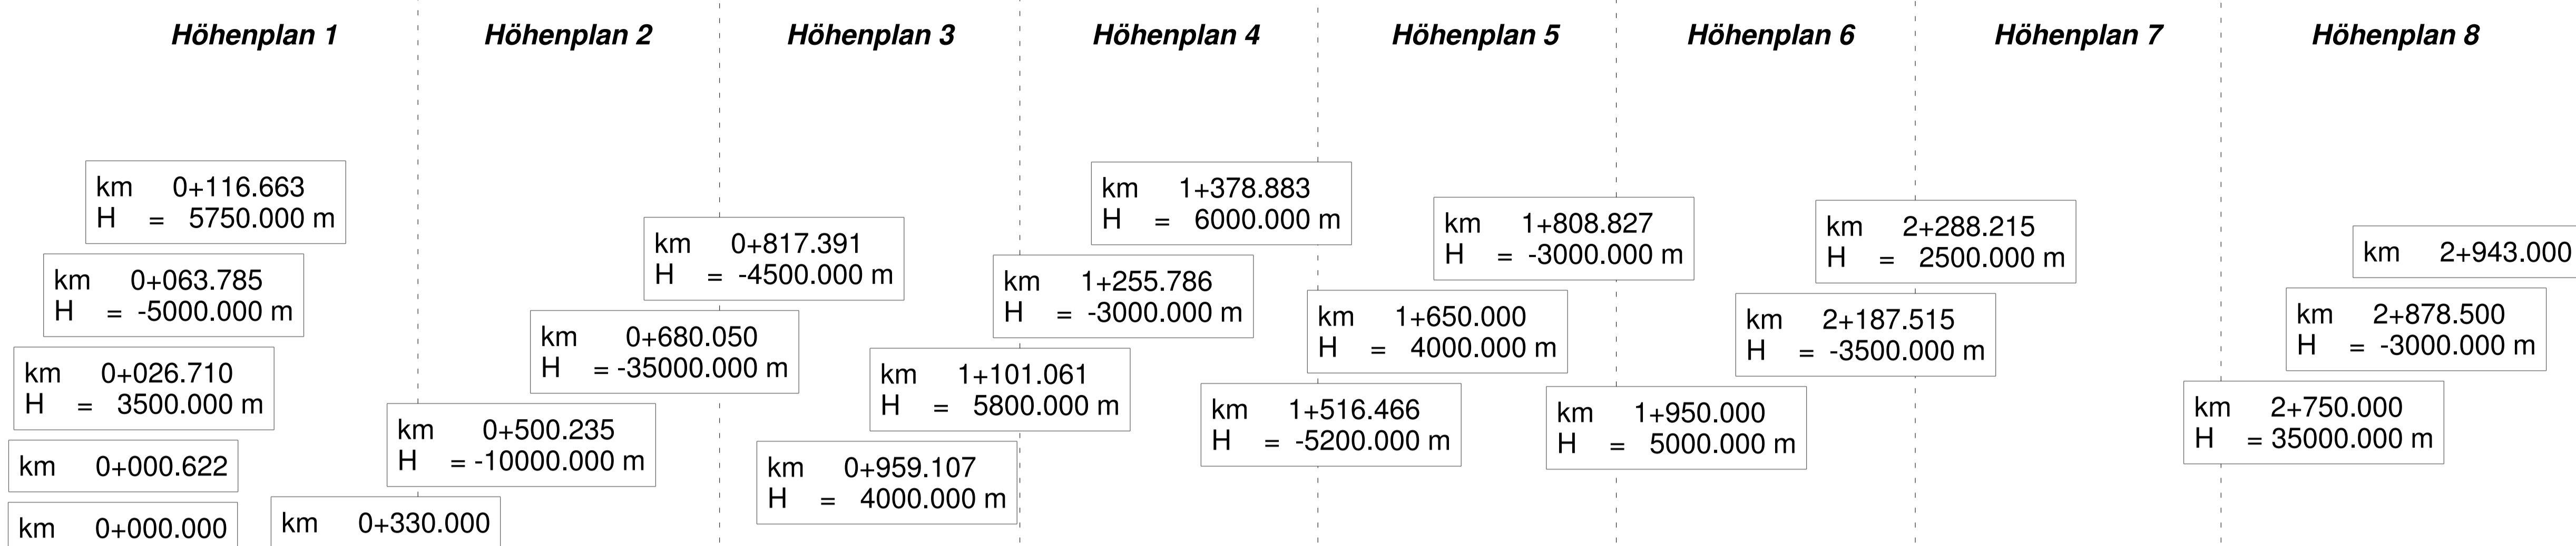 Höhenplan 1
Höhenplan 2
Höhenplan 3
Höhenplan 4
Höhenplan 5
Höhenplan 6
Höhenplan 7
Höhenplan 8
km 0+116.663
H = 5750.000 m
km 0+063.785
H = -5000.000 m
km 0+026.710
H = 3500.000 m
km 0+000.622
km 0+000.000
km 0+330.000
km 0+500.235
H = -10000.000 m
km 0+680.050
H = -35000.000 m
km 0+817.391
H = -4500.000 m
km 0+959.107
H = 4000.000 m
km 1+101.061
H = 5800.000 m
km 1+255.786
H = -3000.000 m
km 1+378.883
H = 6000.000 m
km 1+516.466
H = -5200.000 m
km 1+650.000
H = 4000.000 m
km 1+808.827
H = -3000.000 m
km 1+950.000
H = 5000.000 m
km 2+187.515
H = -3500.000 m
km 2+288.215
H = 2500.000 m
km 2+750.000
H = 35000.000 m
km 2+878.500
H = -3000.000 m
km 2+943.000